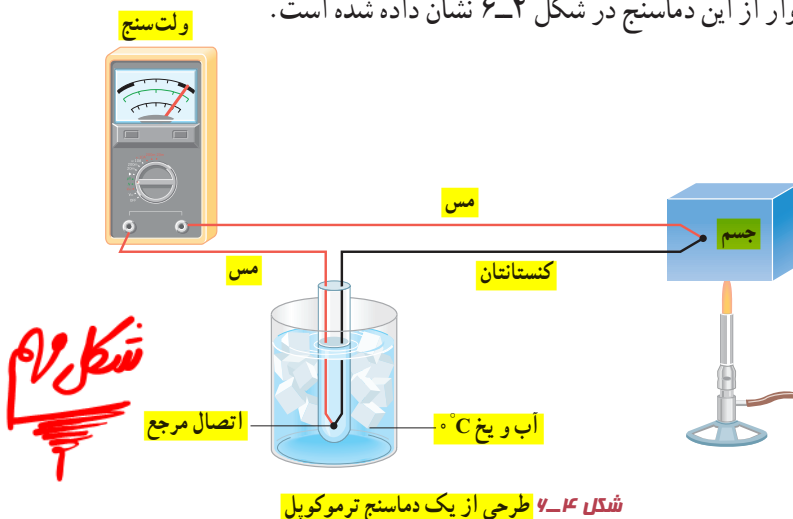 وار از این دماسنج در شکل ۴ــ۶ نشان داده شده است.
ولت‌سنج
مس
جسم
مس
کنستانتان
شکل مهم
اتصال مرجع
آب و یخ ۰°C
شکل ۴ــ۶ طرحی از یک دماسنج ترموکوپل